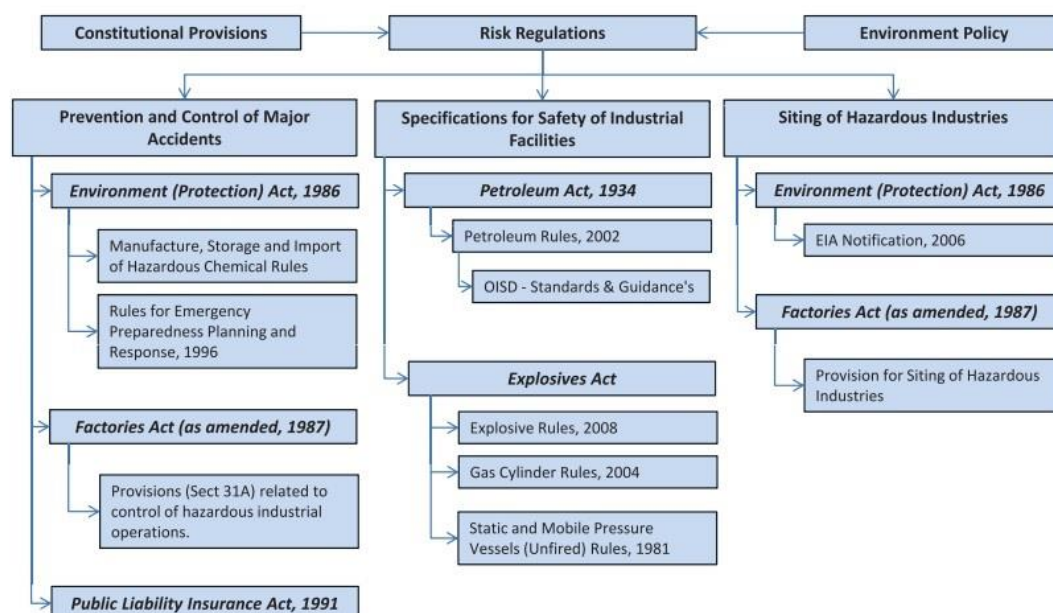 Constitutional Provisions
Risk Regulations
Environment Policy
Prevention and Control of Major
Accidents
Environment (Protection) Act, 1986
Manufacture, Storage and Import
of Hazardous Chemical Rules
Rules for Emergency
Preparedness Planning and
Response, 1996
Factories Act (as amended, 1987)
Provisions (Sect 31A) related to
control of hazardous industrial
operations.
Public Liability Insurance Act, 1991
Specifications for Safety of Industrial
Facilities
Petroleum Act, 1934
Petroleum Rules, 2002
OISD - Standards & Guidance's
Explosives Act
Explosive Rules, 2008
Gas Cylinder Rules, 2004
Static and Mobile Pressure
Vessels (Unfired) Rules, 1981
Siting of Hazardous Industries
Environment (Protection) Act, 1986
EIA Notification, 2006
Factories Act (as amended, 1987)
Provision for Siting of Hazardous
Industries